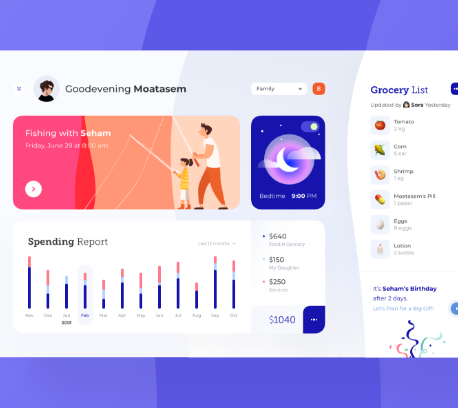 Goodevening Moatasem
Family
6
Grocery List
Updated by Sora Yesterday
Fishing with Seham
Friday, June 28 at 8:00 am
Bedtime 9:00 PM
Tomato
2 kg
Corn
5 ear
Shrimp
1 kg
Moatasem's Pill
1 paper
Eggs
8 eggs
Lotion
2 bottle
Spending Report
Last 12 months
$640
Foodie Grocery
$150
My Daughter
$250
$1040
Nov Dec Jan Feb Mar Apr May Jun Jul Aug Sep Oct
2019
It's Seham's Birthday
after 2 days.
Let's Plan for a Big Gift!